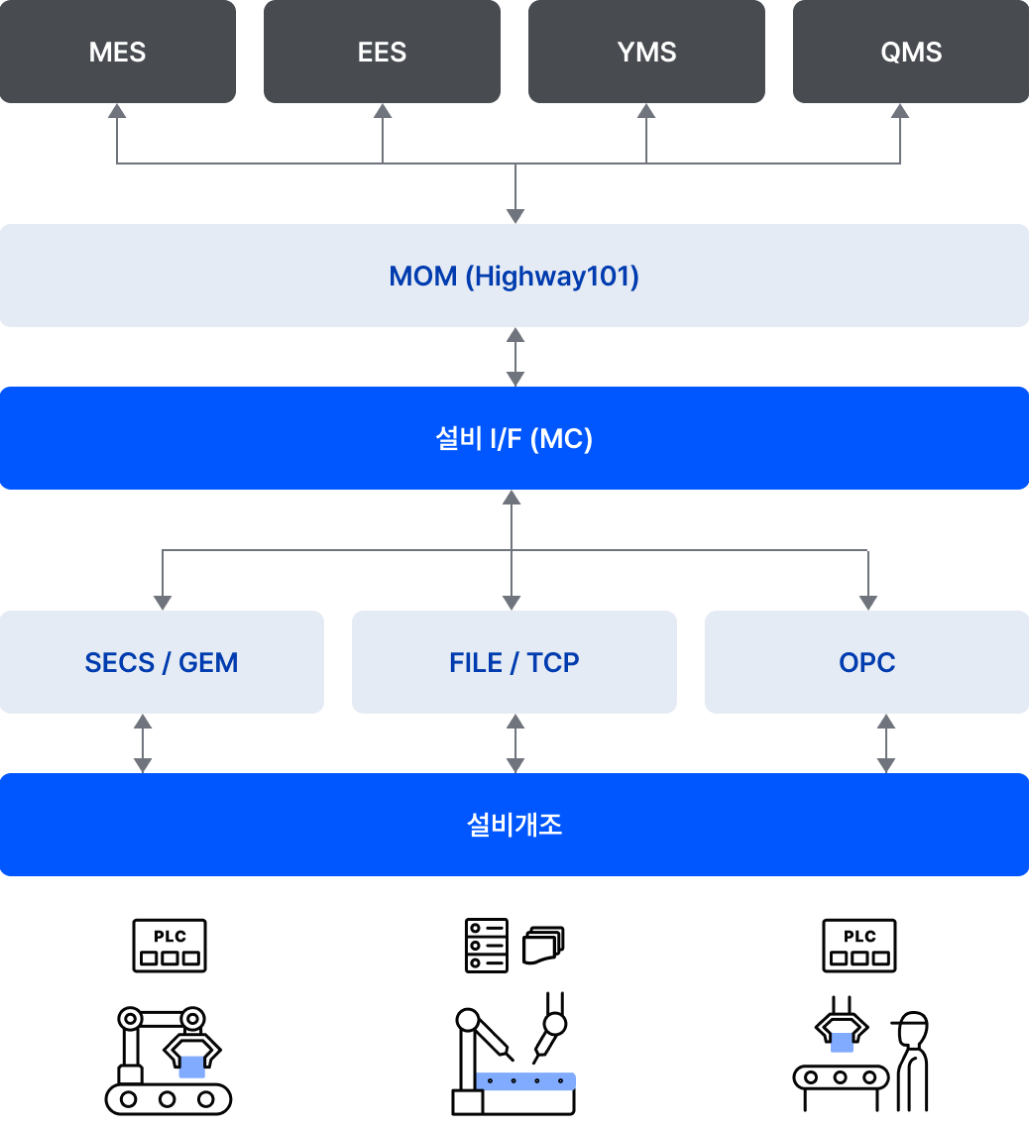 MES
EES
YMS
QMS
MOM (Highway101)
설비 I/F (MC)
SECS / GEM
FILE / TCP
OPC
설비개조
PLC
PLC